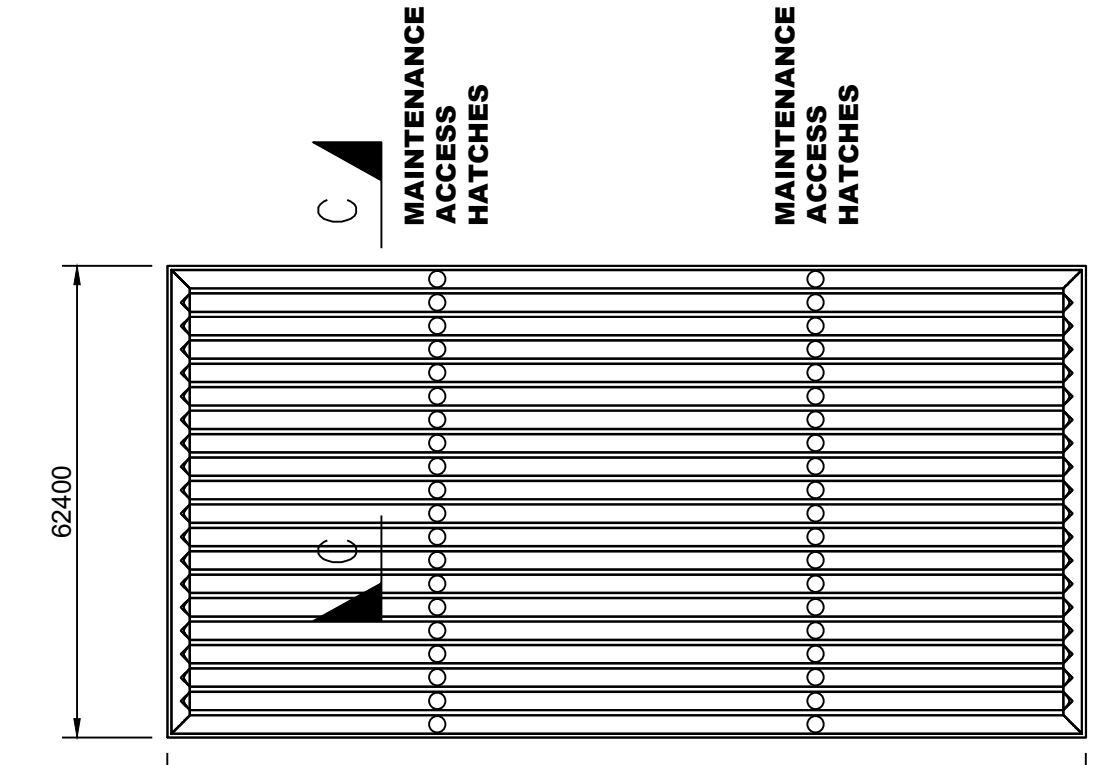 MAINTENANCE
ACCESS
HATCHES
MAINTENANCE
ACCESS
HATCHES
C
62400
C